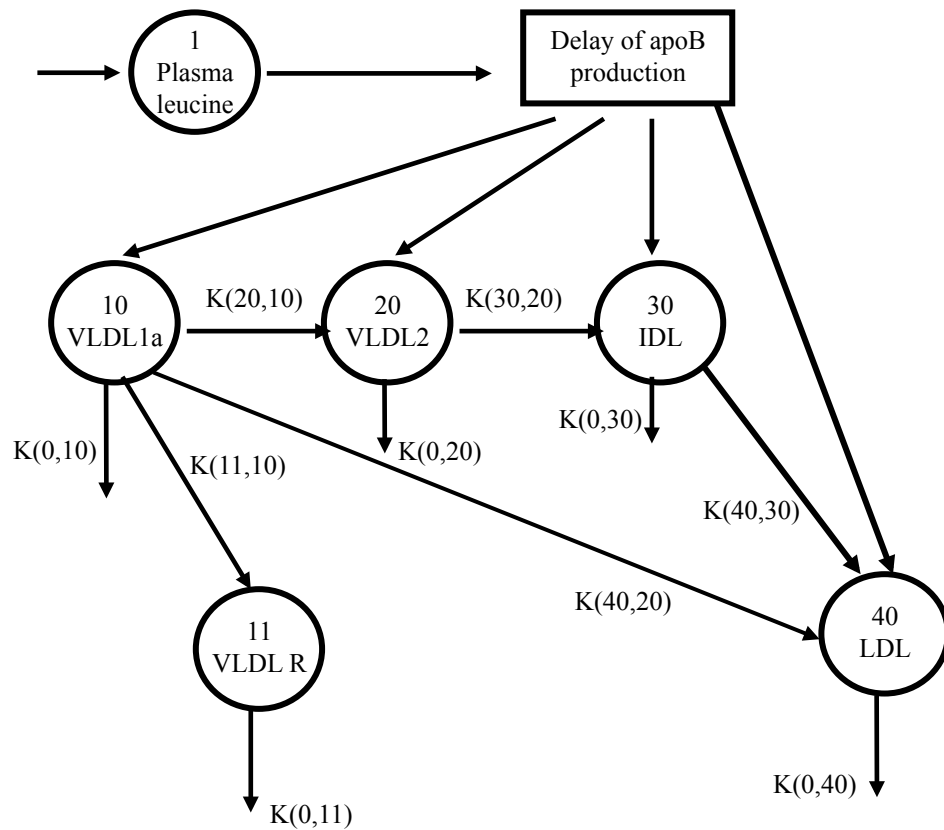 1
Plasma
leucine
Delay of apoB
production
10
VLDL1a
K(20,10)
20
VLDL2
K(30,20)
30
IDL
K(0,10)
K(11,10)
K(0,20)
K(0,30)
K(40,30)
K(40,20)
11
VLDL R
40
LDL
K(0,11)
K(0,40)